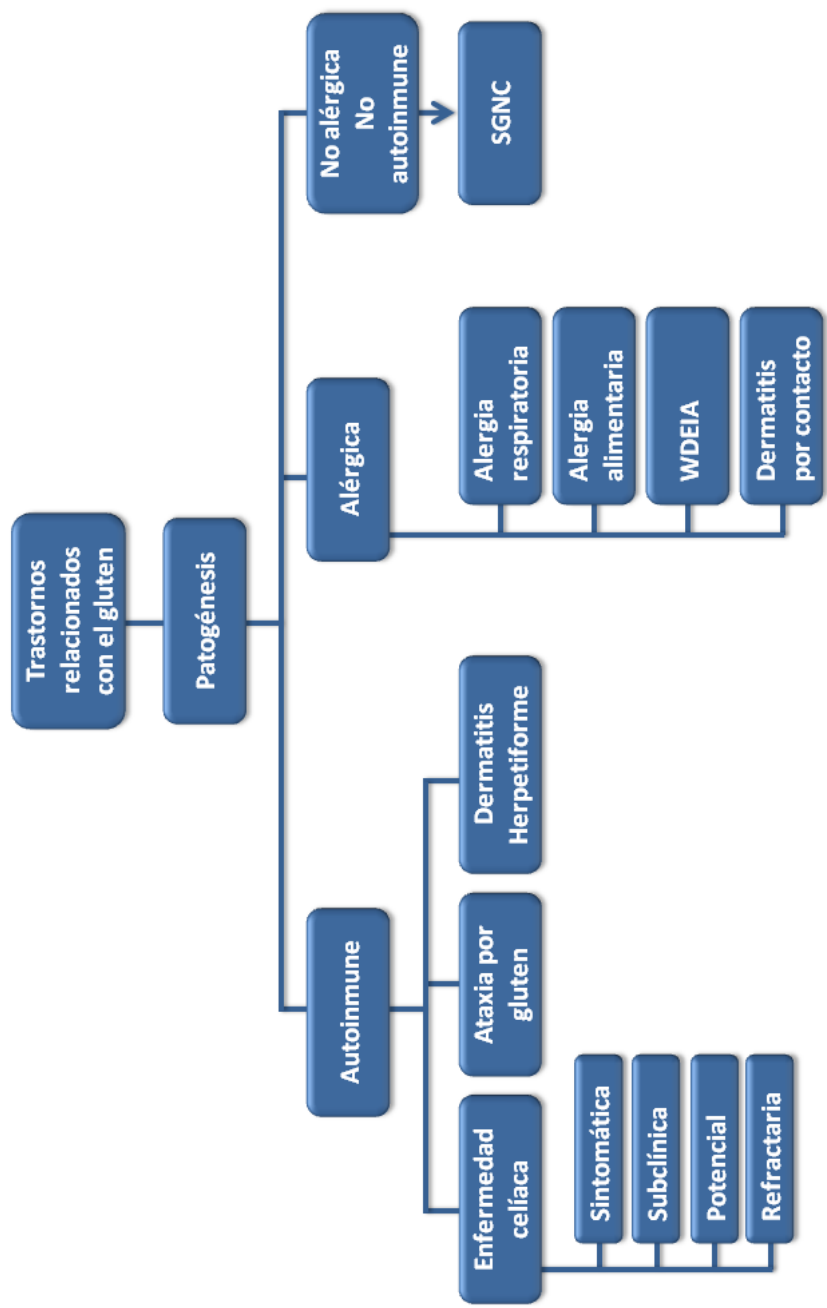 Trastornos
relacionados
con el gluten
Patogénesis
Autoinmune
Alérgica
No alérgica
No
autoinmune
Enfermedad
celíaca
Ataxia por
gluten
Dermatitis
Herpetiforme
Sintomática
Subclínica
Potencial
Refractaria
Alergia
respiratoria
Alergia
alimentaria
WDEIA
Dermatitis
por contacto
SGNC